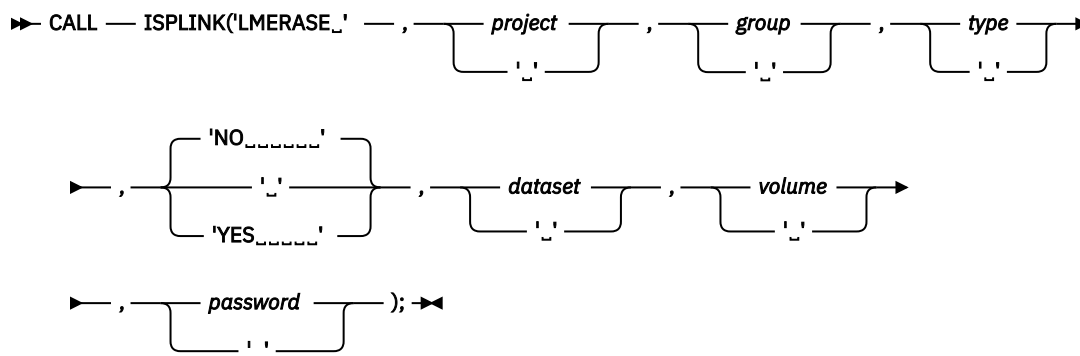 CALL ISPLINK('LMERASE␣' , project , group , type
'␣' '␣' '␣'
'NO␣␣␣␣␣␣'
, '␣' , dataset , volume
'YES␣␣␣␣␣' '␣' '␣'
, password );
' '